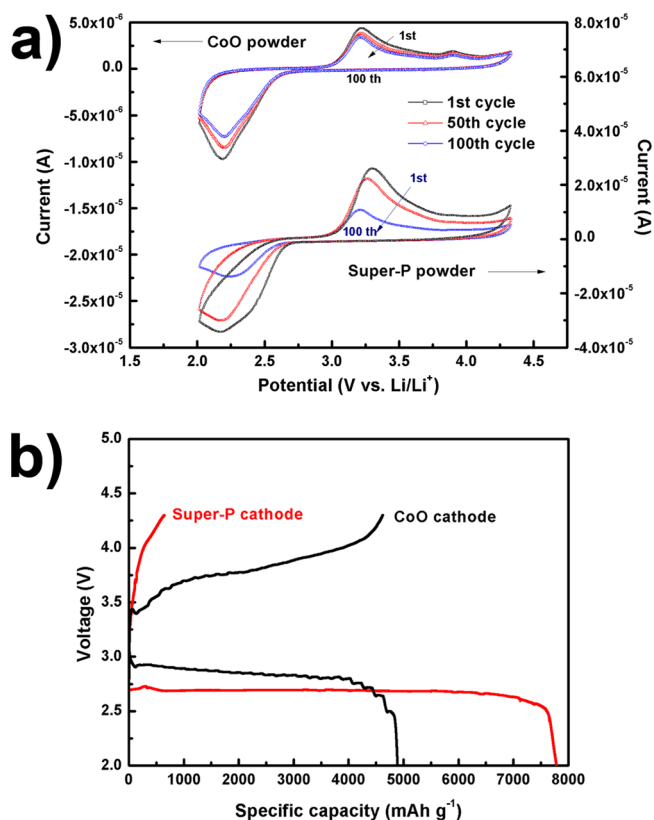 a)
5.0x10⁻⁶
0.0
-5.0x10⁻⁶
-1.0x10⁻⁵
-1.5x10⁻⁵
-2.0x10⁻⁵
-2.5x10⁻⁵
-3.0x10⁻⁵
Current (A)
CoO powder
1st
100 th
1st cycle
50th cycle
100th cycle
1st
100 th
Super-P powder
8.0x10⁻⁵
6.0x10⁻⁵
4.0x10⁻⁵
2.0x10⁻⁵
0.0
-2.0x10⁻⁵
-4.0x10⁻⁵
Current (A)
1.5 2.0 2.5 3.0 3.5 4.0 4.5
Potential (V vs. Li/Li⁺)
b)
5.0
4.5
4.0
3.5
3.0
2.5
2.0
Voltage (V)
Super-P cathode
CoO cathode
0 1000 2000 3000 4000 5000 6000 7000 8000
Specific capacity (mAh g⁻¹)